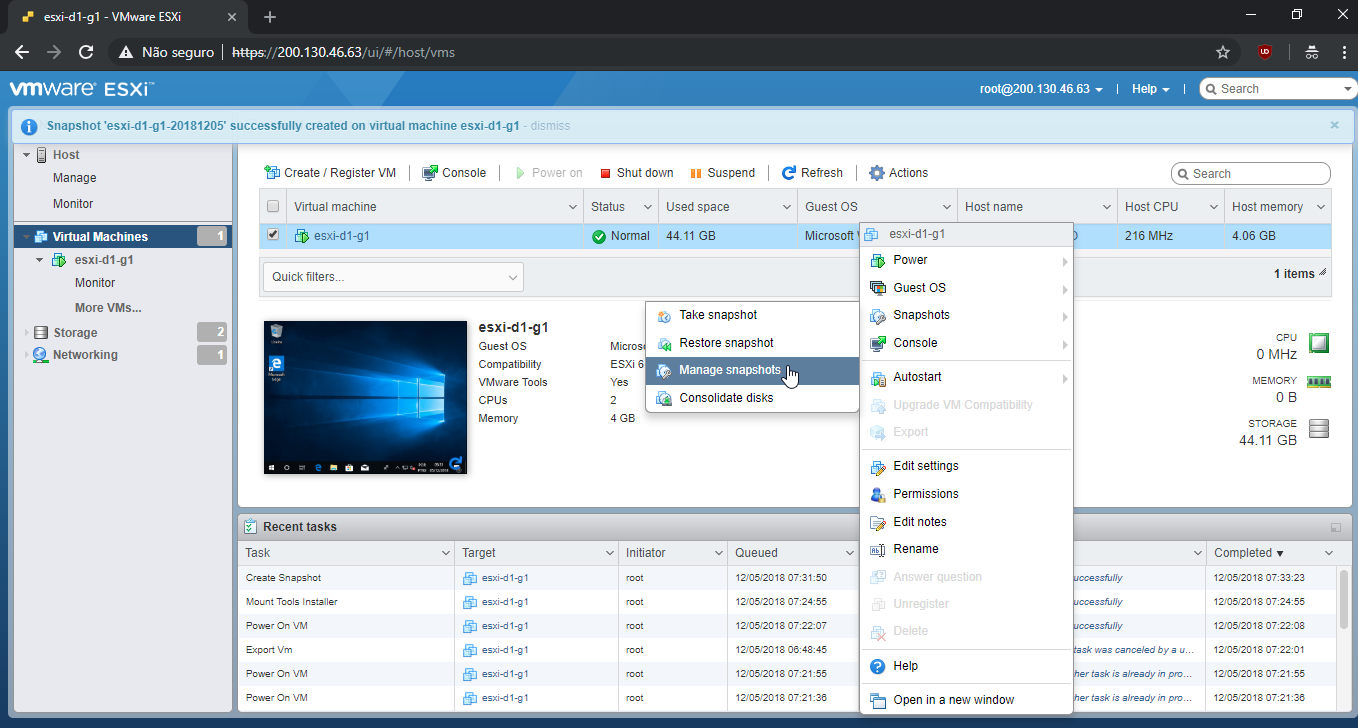 esxi-d1-g1 - VMware ESXi
Não seguro | https://200.130.46.63/ui/#/host/vms
vmware ESXi™
root@200.130.46.63 | Help | Search
Snapshot 'esxi-d1-g1-20181205' successfully created on virtual machine esxi-d1-g1 - dismiss
Host
Manage
Monitor
Virtual Machines 1
esxi-d1-g1
Monitor
More VMs...
Storage 2
Networking 1
Create / Register VM | Console | Power on Shut down Suspend | Refresh | Actions Search
Virtual machine Status Used space Guest OS Host name Host CPU Host memory
esxi-d1-g1 Normal 44.11 GB Microsoft 216 MHz 4.06 GB
Quick filters...
1 items
esxi-d1-g1
Guest OS
Compatibility ESXi 6
VMware Tools Yes
CPUs 2
Memory 4 GB
Take snapshot
Restore snapshot
Manage snapshots
Consolidate disks
esxi-d1-g1
Power
Guest OS
Snapshots
Console
Autostart
Upgrade VM Compatibility
Export
Edit settings
Permissions
Edit notes
Rename
Answer question
Unregister
Delete
Help
Open in a new window
CPU
0 MHz
MEMORY
0 B
STORAGE
44.11 GB
Recent tasks
Task Target Initiator Queued Completed ▼
Create Snapshot esxi-d1-g1 root 12/05/2018 07:31:50 uccessfully 12/05/2018 07:33:23
Mount Tools Installer esxi-d1-g1 root 12/05/2018 07:24:55 uccessfully 12/05/2018 07:24:55
Power On VM esxi-d1-g1 root 12/05/2018 07:22:07 uccessfully 12/05/2018 07:22:08
Export Vm esxi-d1-g1 root 12/05/2018 06:48:45 task was canceled by a u... 12/05/2018 07:22:01
Power On VM esxi-d1-g1 root 12/05/2018 07:21:55 her task is already in pro... 12/05/2018 07:21:55
Power On VM esxi-d1-g1 root 12/05/2018 07:21:36 her task is already in pro... 12/05/2018 07:21:36